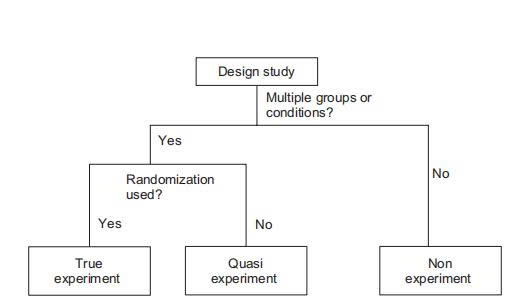 Design study
Multiple groups or
conditions?
Yes
No
Randomization
used?
Yes
No
True
experiment
Quasi
experiment
Non
experiment